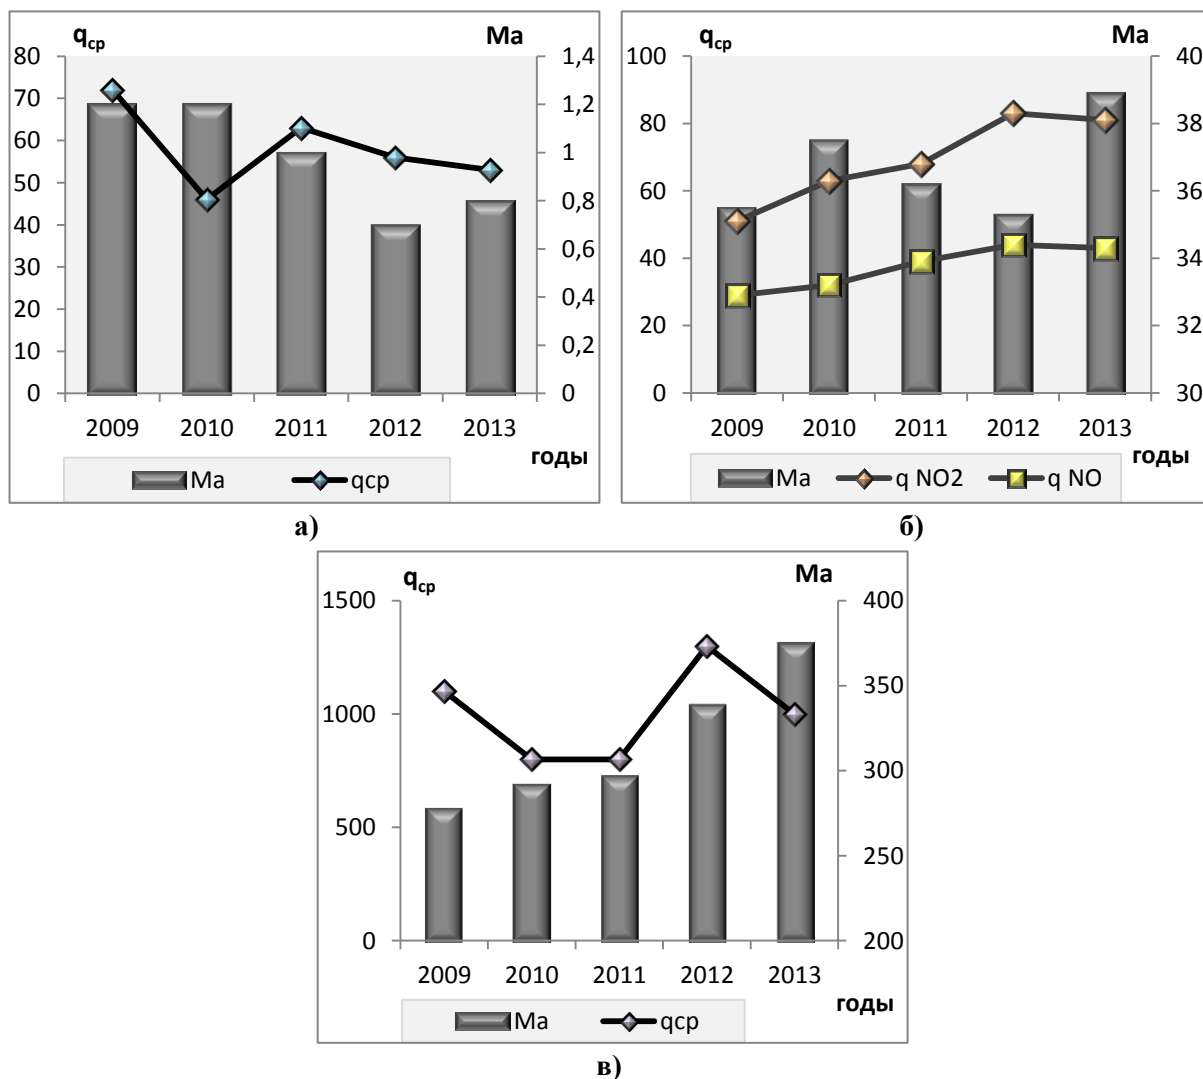 qср Ма
80 1,4
70 1,2
60 1
50 0,8
40 0,6
30 0,4
20 0,2
10 0
0
2009 2010 2011 2012 2013
годы
Ма qср
а)
qср Ма
100 40
80 38
60 36
40 34
20 32
0 30
2009 2010 2011 2012 2013
годы
Ма q NO2 q NO
б)
qср Ма
1500 400
350
1000 300
500 250
0 200
2009 2010 2011 2012 2013
годы
Ма qср
в)